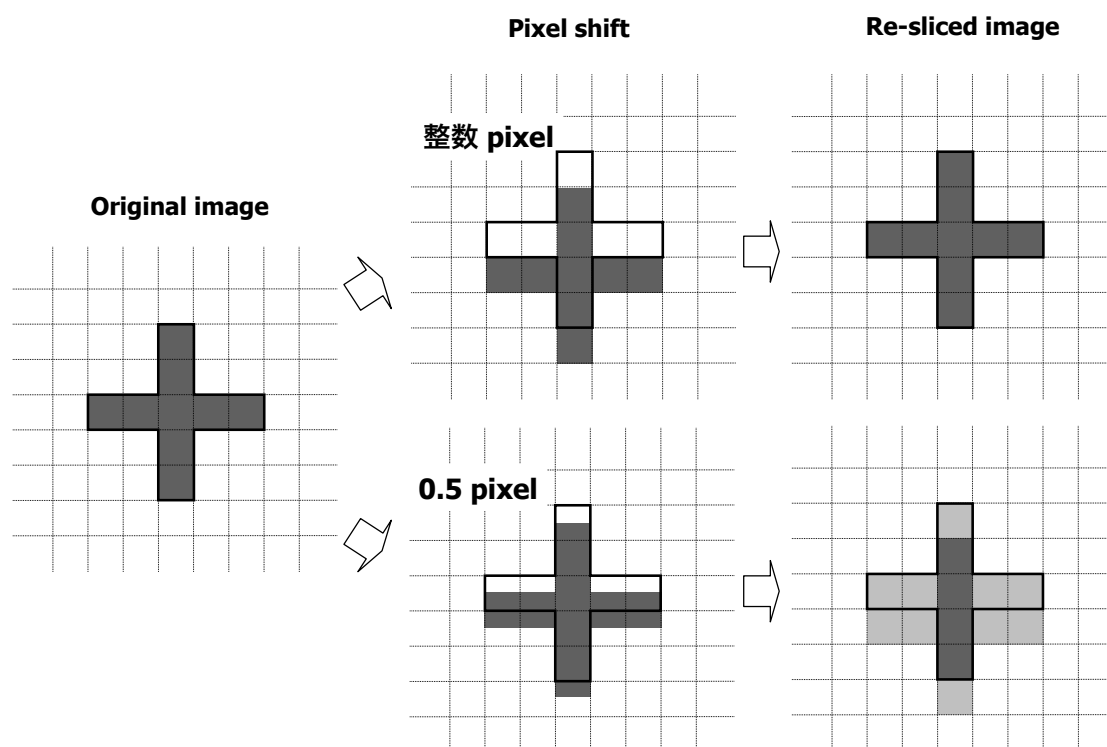 Pixel shift
Re-sliced image
整数 pixel
Original image
0.5 pixel